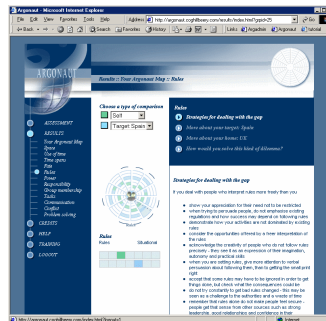 Argonaut - Microsoft Internet Explorer
File Edit View Favorites Tools Help Address http://argonaut.coghillbeery.com/results/index.html?gpick=25 Go
Back Search Favorites History Links Argadmin Argonaut tutorial
ARGONAUT
Results :: Your Argonaut Map :: Rules
ASSESSMENT
RESULTS
Your Argonaut Map
Space
Use of time
Time spans
Fate
Rules
Power
Responsibility
Group membership
Tasks
Communication
Conflict
Problem solving
CREDITS
HELP
TRAINING
LOGOUT
Choose a type of comparison
Self
Target Spain
Rules
Rules Situational
Rules
Strategies for dealing with the gap
More about your target: Spain
More about your home: UK
How would you solve this kind of dilemma?
Strategies for dealing with the gap
If you deal with people who interpret rules more freely than you
show your appreciation for their need not to be restricted
when trying to persuade people, do not emphasise existing
regulations and how success may depend on following rules
demonstrate how your activities are not dominated by existing
rules
consider the opportunities offered by a freer interpretation of
the rules
acknowledge the creativity of people who do not follow rules
precisely - they see it as an expression of their imagination,
autonomy and practical skills
when you are setting rules, give more attention to verbal
persuasion about following them, than to getting the small print
right
accept that some rules may have to be ignored in order to get
things done, but check what the consequences could be
do not try constantly to get bad rules changed - this may be
seen as a challenge to the authorities and a waste of time
remember that rules alone do not make people feel secure -
people get that sense from other sources such as strong
leadership, good relationships and confidence in their
Internet